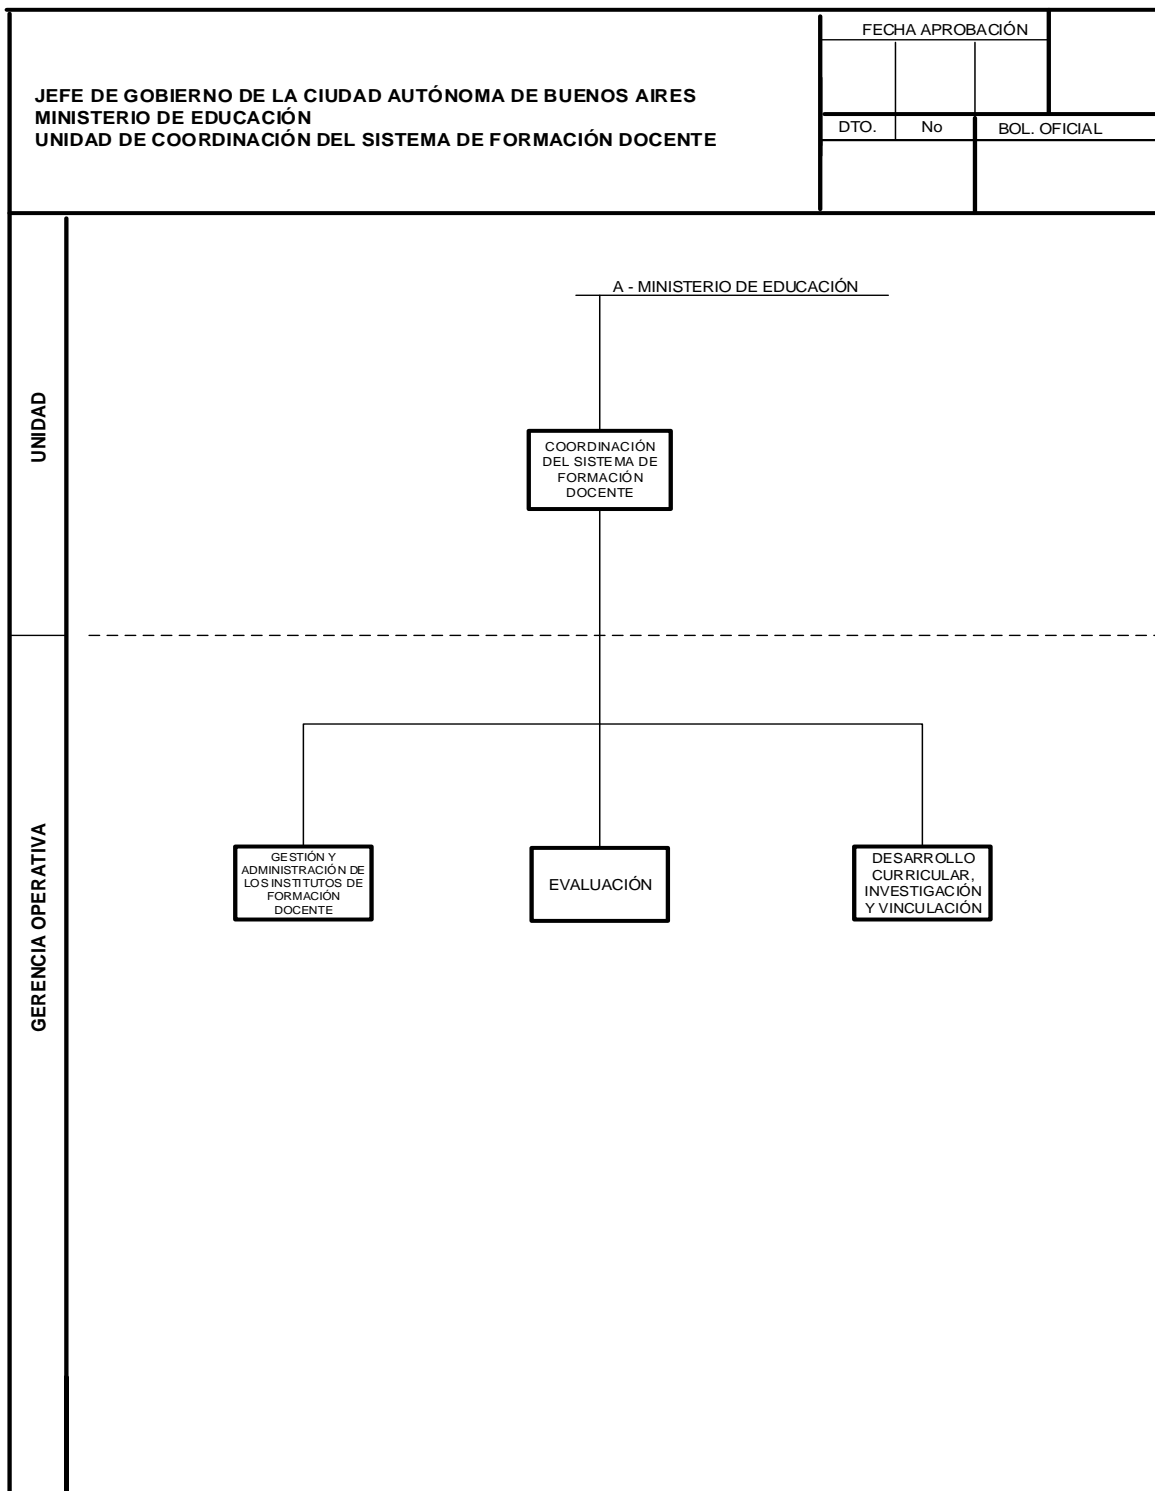 FECHA APROBACIÓN
JEFE DE GOBIERNO DE LA CIUDAD AUTÓNOMA DE BUENOS AIRES
MINISTERIO DE EDUCACIÓN
UNIDAD DE COORDINACIÓN DEL SISTEMA DE FORMACIÓN DOCENTE
DTO.
No
BOL. OFICIAL
A - MINISTERIO DE EDUCACIÓN
UNIDAD
COORDINACIÓN
DEL SISTEMA DE
FORMACIÓN
DOCENTE
GERENCIA OPERATIVA
GESTIÓN Y
ADMINISTRACIÓN DE
LOS INSTITUTOS DE
FORMACIÓN
DOCENTE
EVALUACIÓN
DESARROLLO
CURRICULAR,
INVESTIGACIÓN
Y VINCULACIÓN